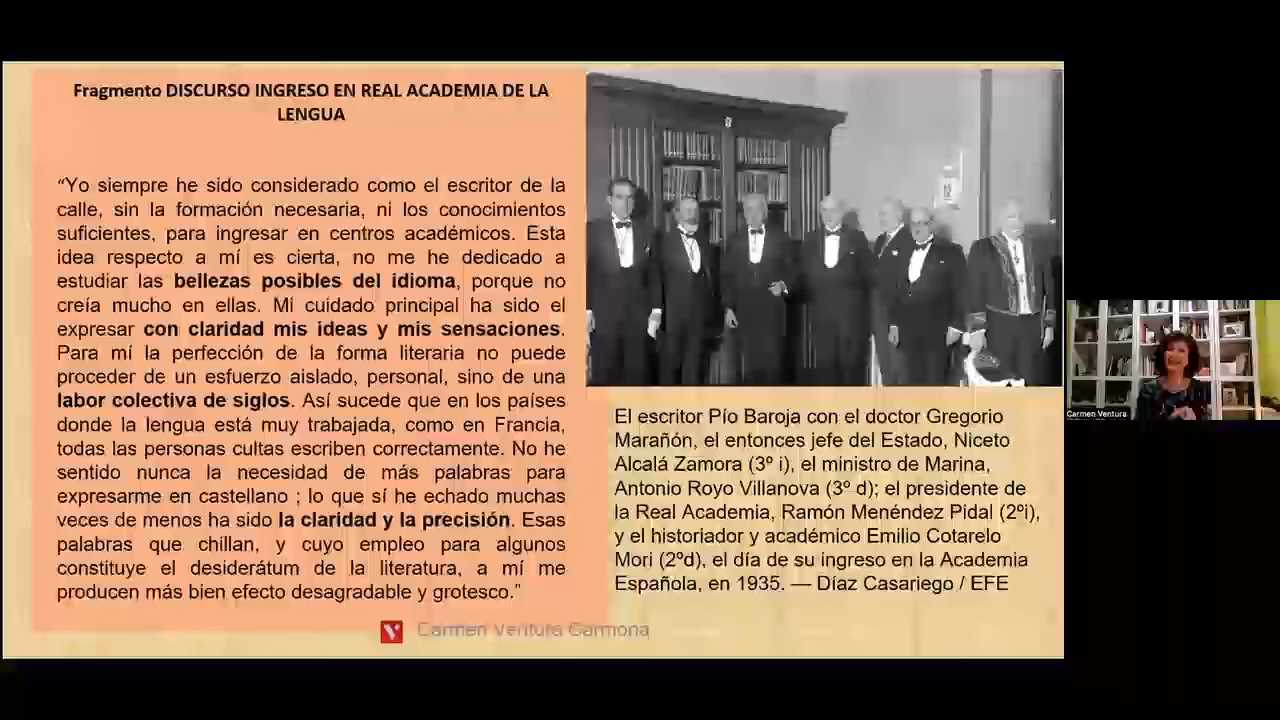 Fragmento DISCURSO INGRESO EN REAL ACADEMIA DE LA
LENGUA
“Yo siempre he sido considerado como el escritor de la
calle, sin la formación necesaria, ni los conocimientos
suficientes, para ingresar en centros académicos. Esta
idea respecto a mí es cierta, no me he dedicado a
estudiar las bellezas posibles del idioma, porque no
creía mucho en ellas. Mi cuidado principal ha sido el
expresar con claridad mis ideas y mis sensaciones.
Para mí la perfección de la forma literaria no puede
proceder de un esfuerzo aislado, personal, sino de una
labor colectiva de siglos. Así sucede que en los países
donde la lengua está muy trabajada, como en Francia,
todas las personas cultas escriben correctamente. No he
sentido nunca la necesidad de más palabras para
expresarme en castellano ; lo que sí he echado muchas
veces de menos ha sido la claridad y la precisión. Esas
palabras que chillan, y cuyo empleo para algunos
constituye el desiderátum de la literatura, a mí me
producen más bien efecto desagradable y grotesco.”
12
El escritor Pío Baroja con el doctor Gregorio
Marañón, el entonces jefe del Estado, Niceto
Alcalá Zamora (3º i), el ministro de Marina,
Antonio Royo Villanova (3º d); el presidente de
la Real Academia, Ramón Menéndez Pidal (2ºi),
y el historiador y académico Emilio Cotarelo
Mori (2ºd), el día de su ingreso en la Academia
Española, en 1935. — Díaz Casariego / EFE
V Carmen Ventura Carmona
Carmen Ventura